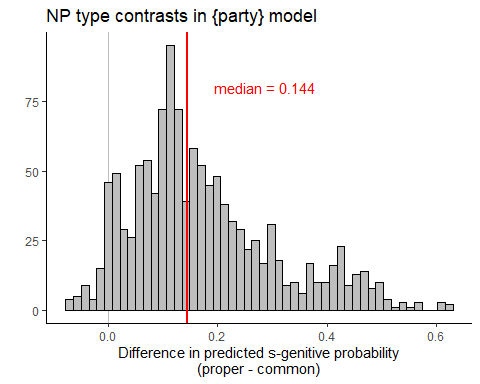 NP type contrasts in {party} model
median = 0.144
75
50
25
0
0.0 0.2 0.4 0.6
Difference in predicted s-genitive probability
(proper - common)